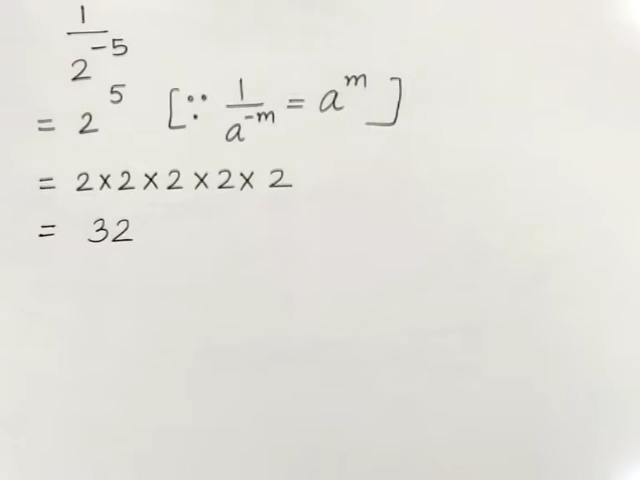 1/2^-5
= 2^5 [∵ 1/a^-m = a^m]
= 2×2×2×2×2
= 32